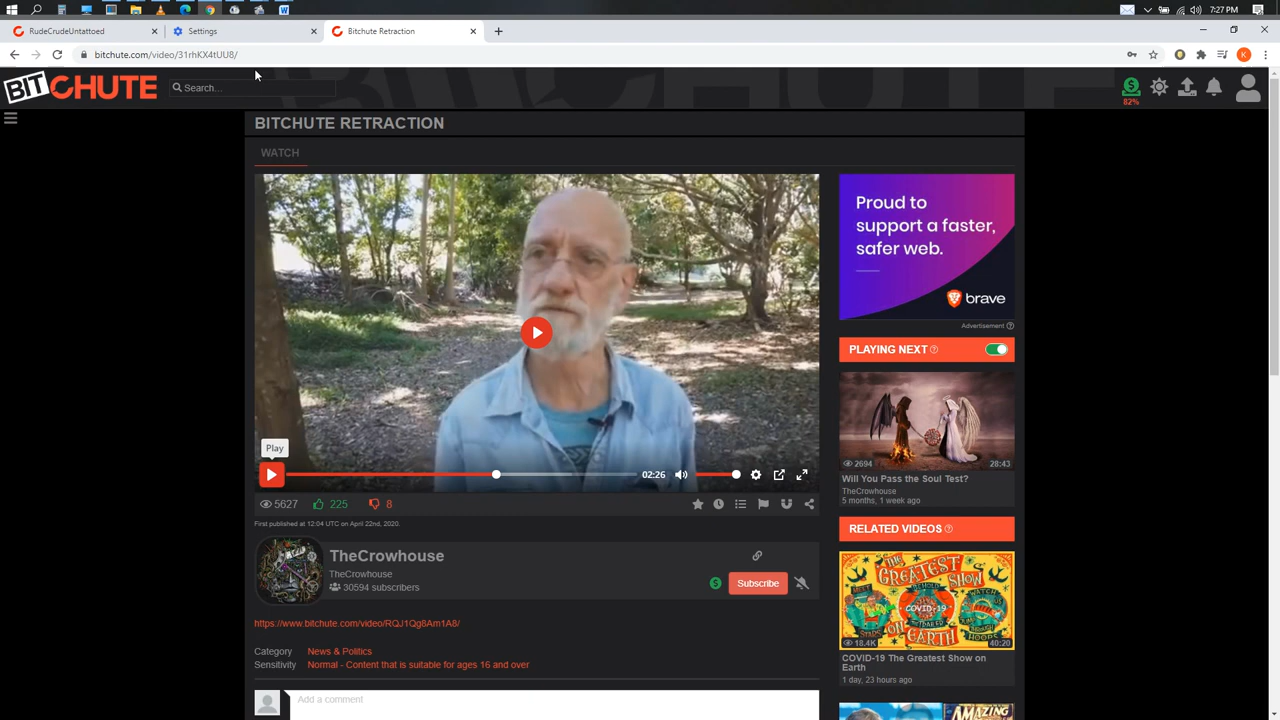 7:27 PM
RudeCrudeUntattoed
Settings
Bitchute Retraction
bitchute.com/video/31rhKX4tUU8/
K
BITCHUTE
Search...
82%
BITCHUTE RETRACTION
WATCH
Play
02:26
5627 225 8
First published at 12:04 UTC on April 22nd, 2020.
TheCrowhouse
TheCrowhouse
30594 subscribers
Subscribe
https://www.bitchute.com/video/RQJ1Qg8Am1A8/
Category News & Politics
Sensitivity Normal - Content that is suitable for ages 16 and over
Add a comment
Proud to
support a faster,
safer web.
brave
Advertisement
PLAYING NEXT
2694 28:43
Will You Pass the Soul Test?
TheCrowhouse
5 months, 1 week ago
RELATED VIDEOS
THE GREATEST SHOW
COVID-19
ON EARTH
18.4K 40:20
COVID-19 The Greatest Show on
Earth
1 day, 23 hours ago
AMAZING